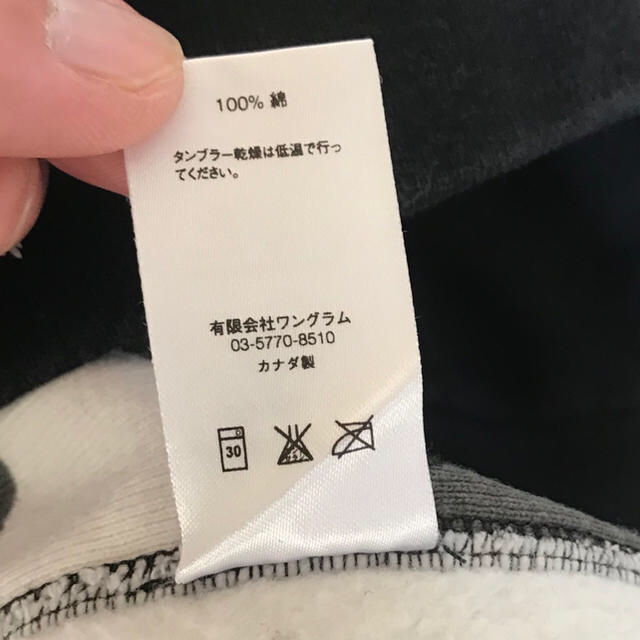 100% 綿
タンブラー乾燥は低温で行っ
てください。
有限会社ワングラム
03-5770-8510
カナダ製
30